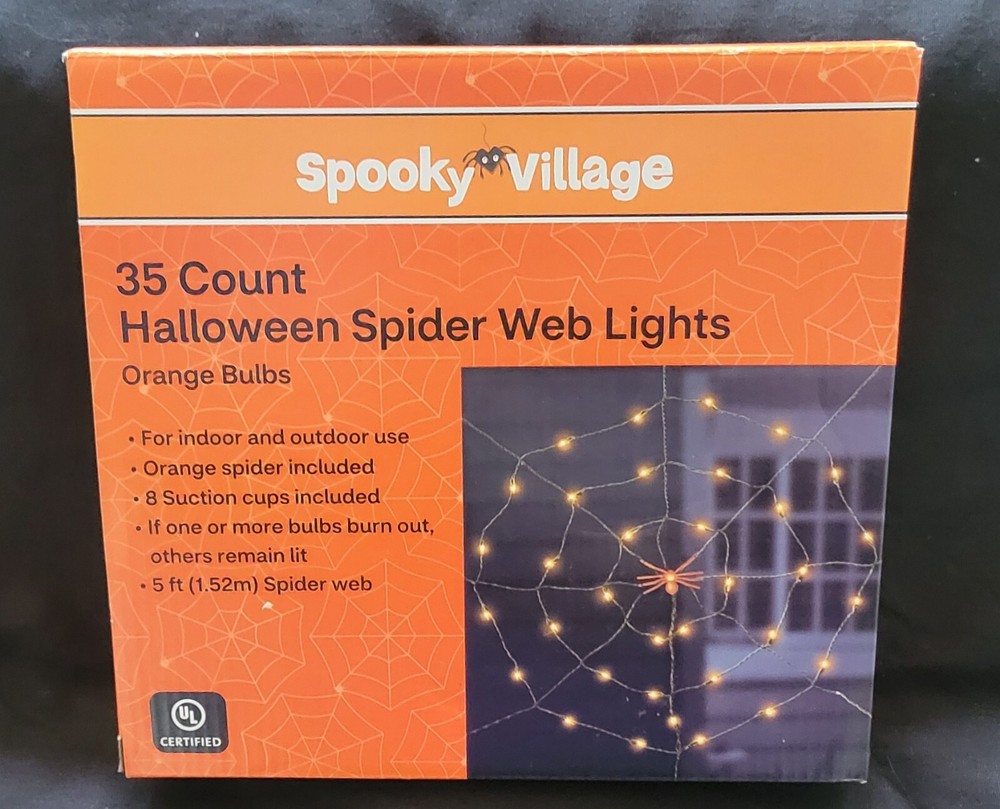 Spooky Village
35 Count
Halloween Spider Web Lights
Orange Bulbs
• For indoor and outdoor use
• Orange spider included
• 8 Suction cups included
• If one or more bulbs burn out,
others remain lit
• 5 ft (1.52m) Spider web
UL
CERTIFIED